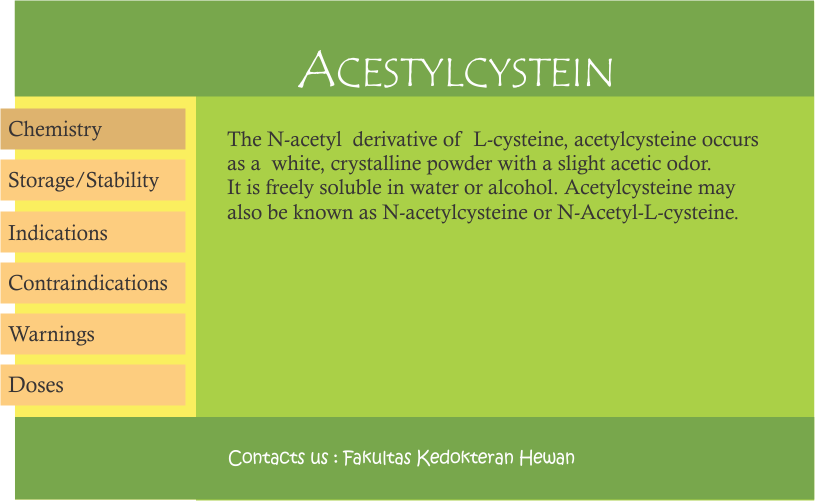 ACESTYLCYSTEIN
Chemistry
Storage/Stability
Indications
Contraindications
Warnings
Doses
The N-acetyl derivative of L-cysteine, acetylcysteine occurs
as a white, crystalline powder with a slight acetic odor.
It is freely soluble in water or alcohol. Acetylcysteine may
also be known as N-acetylcysteine or N-Acetyl-L-cysteine.
Contacts us : Fakultas Kedokteran Hewan